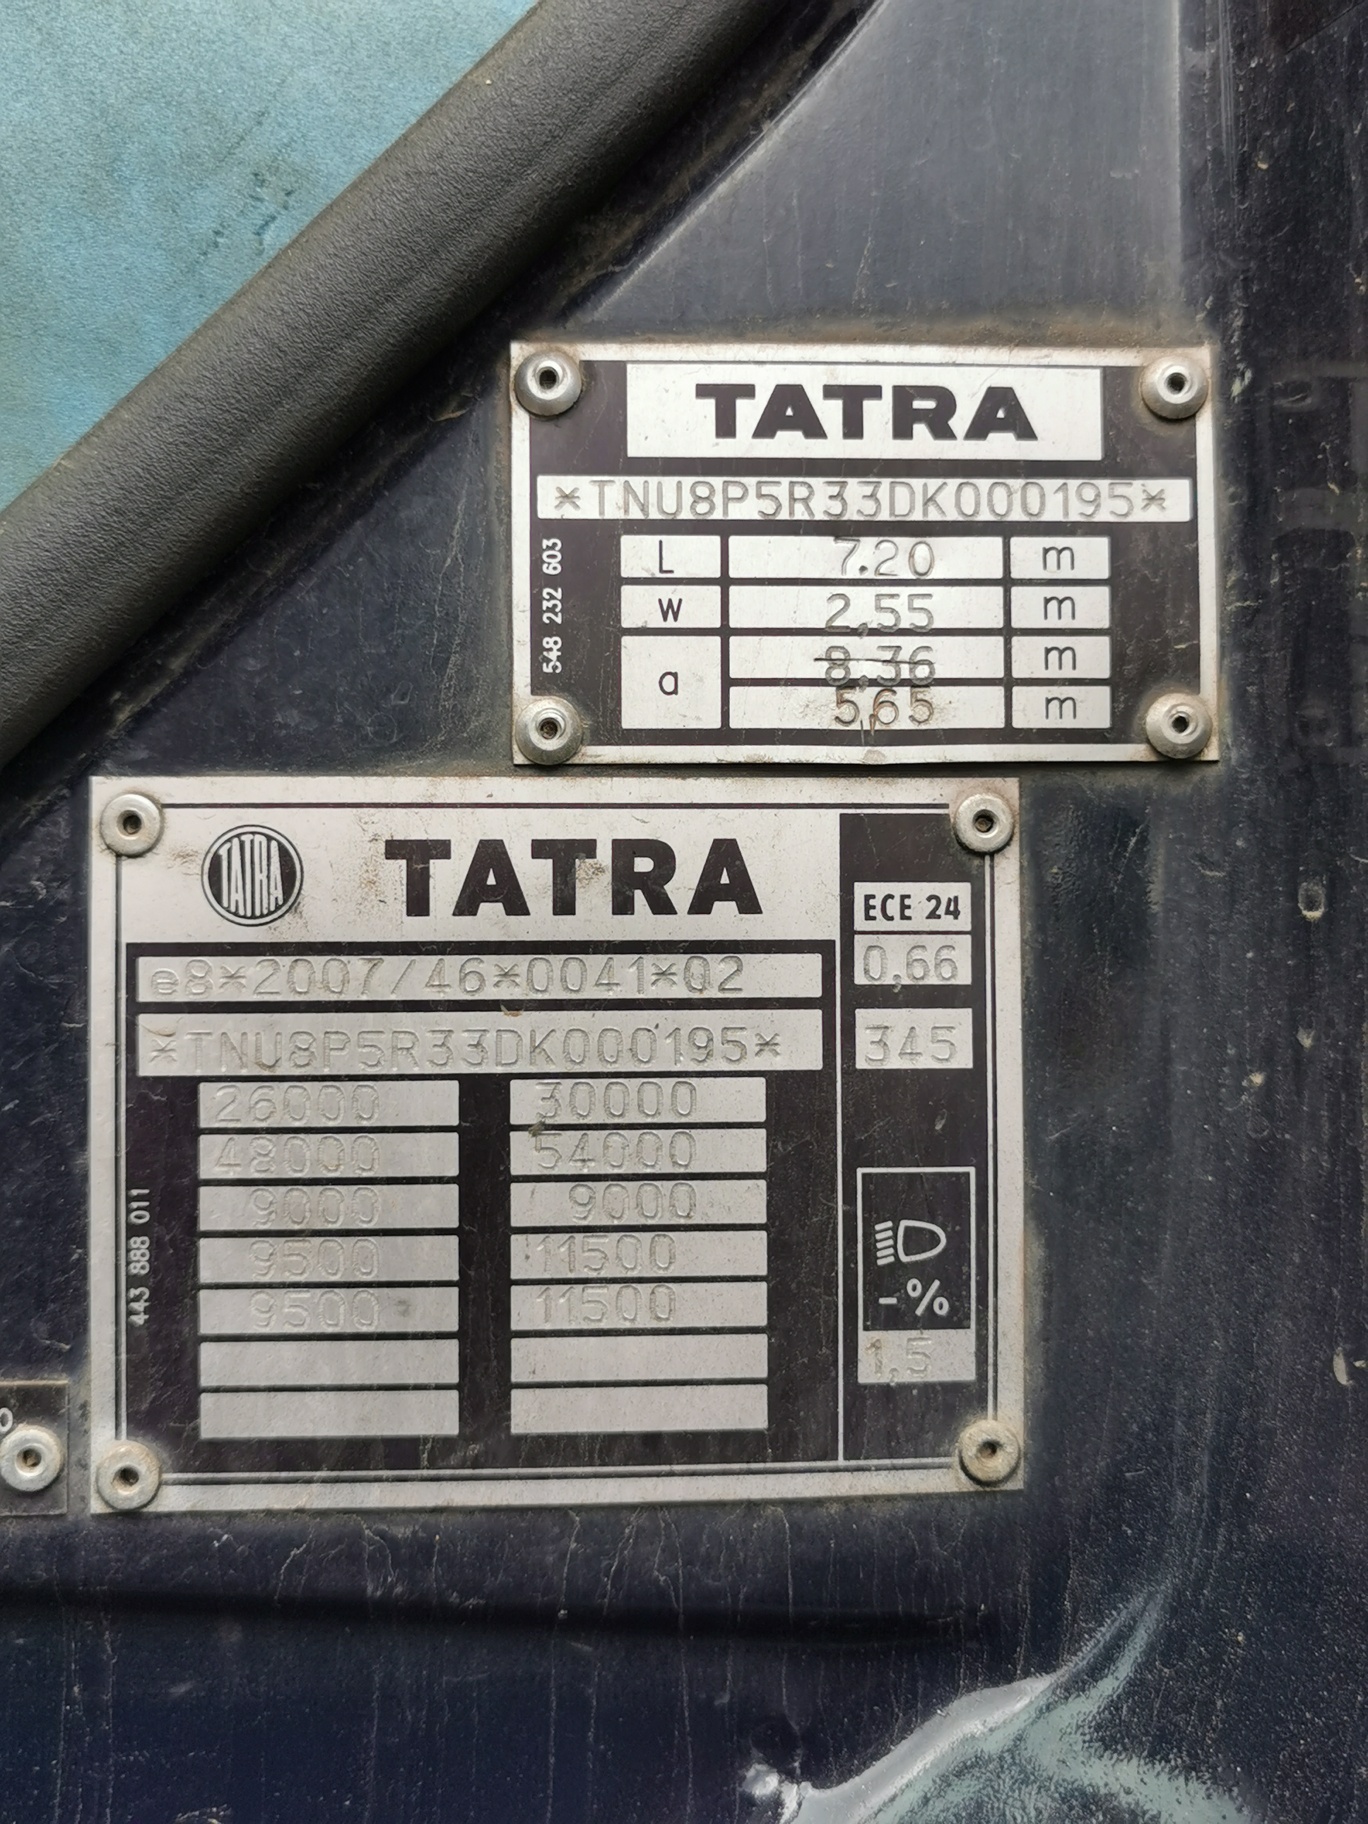 TATRA
*TNU8P5R33DK000195*
L 7.20 m
w 2,55 m
a 8.36 m
5,65 m
548 232 603
TATRA TATRA
ECE 24
0,66
345
e8*2007/46*0041*02
*TNU8P5R33DK000195*
26000 30000
48000 54000
9000 9000
9500 11500
9500 11500
443 888 011
-%
1,5